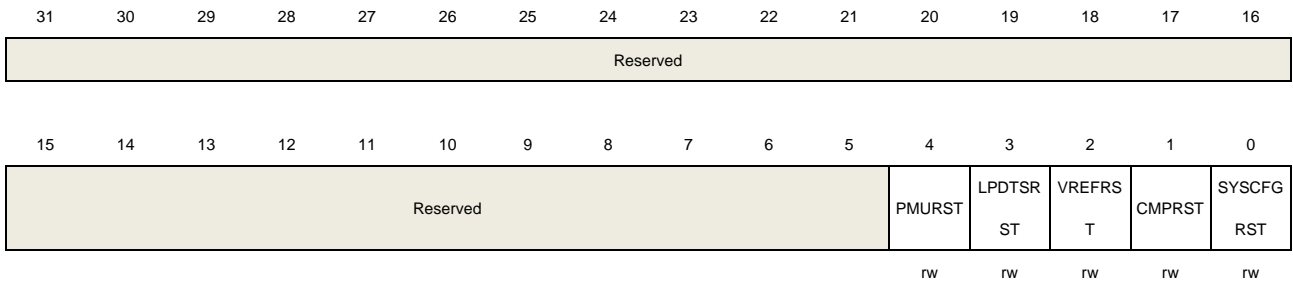 31 30 29 28 27 26 25 24 23 22 21 20 19 18 17 16
Reserved
15 14 13 12 11 10 9 8 7 6 5 4 3 2 1 0
Reserved PMURST LPDTSR ST VREFRS T CMPRST SYSCFG RST
rw rw rw rw rw